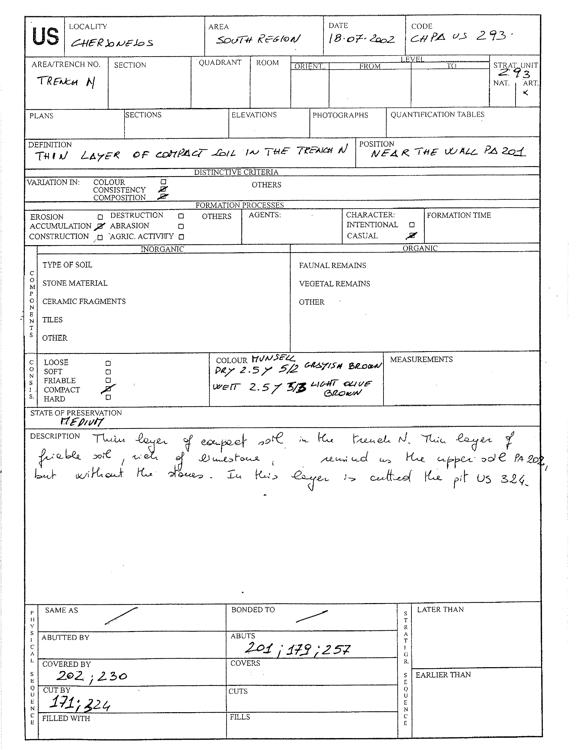 US
LOCALITY
CHERSONESOS
AREA
SOUTH REGION
DATE
18-07-2002
CODE
CHPA US 293.
AREA/TRENCH NO.
TRENCH N
SECTION
QUADRANT
ROOM
LEVEL
ORIENT. FROM TO
STRAT. UNIT
293
NAT. ART.
x
PLANS
SECTIONS
ELEVATIONS
PHOTOGRAPHS
QUANTIFICATION TABLES
DEFINITION
THIN LAYER OF COMPACT SOIL IN THE TRENCH N
POSITION
NEAR THE WALL PA 201
DISTINCTIVE CRITERIA
VARIATION IN: COLOUR
CONSISTENCY
COMPOSITION
OTHERS
FORMATION PROCESSES
EROSION DESTRUCTION OTHERS
ACCUMULATION ABRASION
CONSTRUCTION AGRIC. ACTIVITY
AGENTS:
CHARACTER:
INTENTIONAL
CASUAL
FORMATION TIME
COMPONENTS
INORGANIC
TYPE OF SOIL
STONE MATERIAL
CERAMIC FRAGMENTS
TILES
OTHER
ORGANIC
FAUNAL REMAINS
VEGETAL REMAINS
OTHER
CONSIS.
LOOSE
SOFT
FRIABLE
COMPACT
HARD
COLOUR MUNSELL
DRY 2.5Y 5/2 GRAYISH BROWN
WETT 2.5Y 5/3 LIGHT OLIVE
BROWN
MEASUREMENTS
STATE OF PRESERVATION
MEDIUM
DESCRIPTION Thin layer of compact soil in the trench N. Thin layer of
friable soil, rich of limestone, remind us the upper soil PA 202,
but without the stones. In this layer is cutted the pit US 324.
PHYSICAL SEQUENCE
SAME AS
BONDED TO
ABUTTED BY
ABUTS
201; 179; 257
COVERED BY
202; 230
COVERS
CUT BY
171; 324
CUTS
FILLED WITH
FILLS
STRATIGR. SEQUENCE
LATER THAN
EARLIER THAN